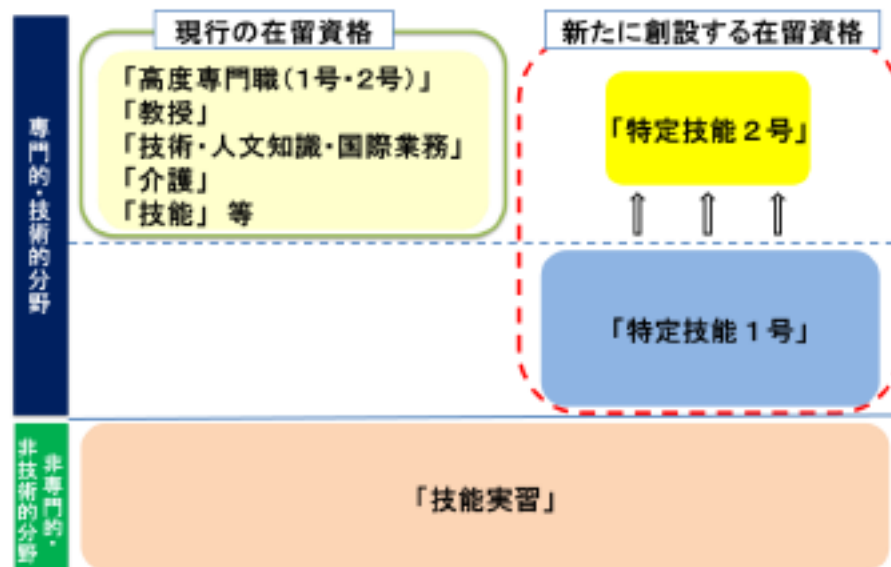 現行の在留資格
新たに創設する在留資格
専門的・技術的分野
「高度専門職(1号・2号)」
「教授」
「技術・人文知識・国際業務」
「介護」
「技能」 等
「特定技能2号」
「特定技能1号」
非専門的・
非技術的分野
「技能実習」